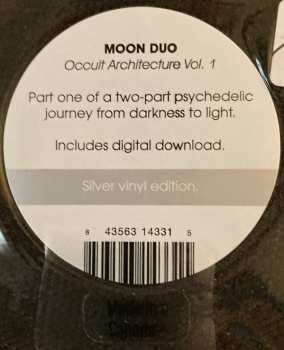 MOON DUO
Occult Architecture Vol. 1
Part one of a two-part psychedelic
journey from darkness to light.
Includes digital download.
Silver vinyl edition.
8 43563 14331 5